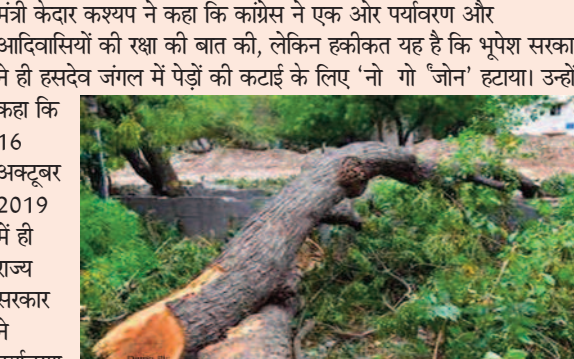 मंत्री केदार कश्यप ने कहा कि कांग्रेस ने एक ओर पर्यावरण और
आदिवासियों की रक्षा की बात की, लेकिन हकीकत यह है कि भूपेश सरका
ने ही हसदेव जंगल में पेड़ों की कटाई के लिए ‘नो गो ‘जोन’ हटाया। उन्हों
कहा कि
16
अक्टूबर
2019
में ही
राज्य
सरकार
ने